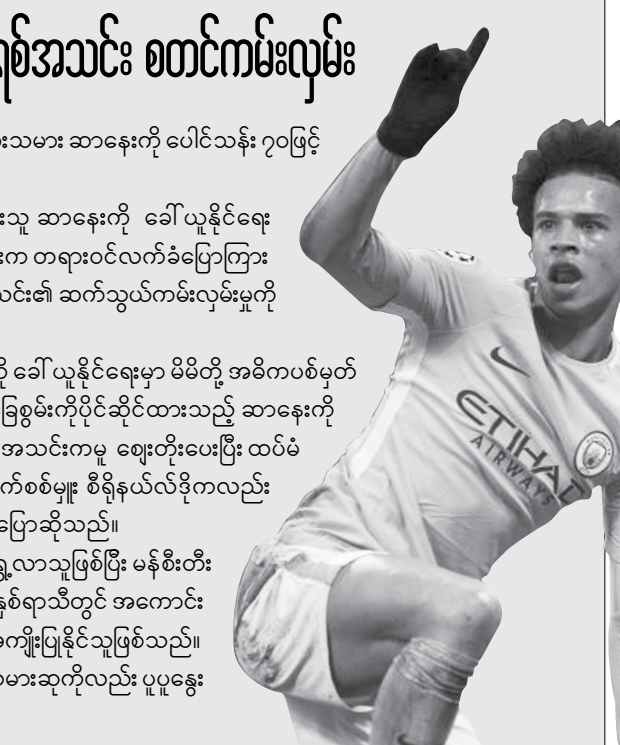 ရစ်အသင်း စတင်ကမ်းလှမ်း
းသမား ဆာနေးကို ပေါင်သန်း ၇၀ဖြင့်
းသူ ဆာနေးကို ခေါ်ယူနိုင်ရေး
းက တရားဝင်လက်ခံပြောကြား
သင်း၏ ဆက်သွယ်ကမ်းလှမ်းမှုကို
ို ခေါ်ယူနိုင်ရေးမှာ မိမိတို့ အဓိကပစ်မှတ်
ခြေစွမ်းကိုပိုင်ဆိုင်ထားသည့် ဆာနေးကို
အသင်းကမူ ဈေးတိုးပေးပြီး ထပ်မံ
က်စစ်မှူး စီရိုနယ်လ်ဒိုကလည်း
ပြောဆိုသည်။
ရွှေ့လာသူဖြစ်ပြီး မန်စီးတီး
နှစ်ရာသီတွင် အကောင်း
အကျိုးပြုနိုင်သူဖြစ်သည်။
သမားဆုကိုလည်း ပူပူနွေး
ETIHAD
AIRWAYS